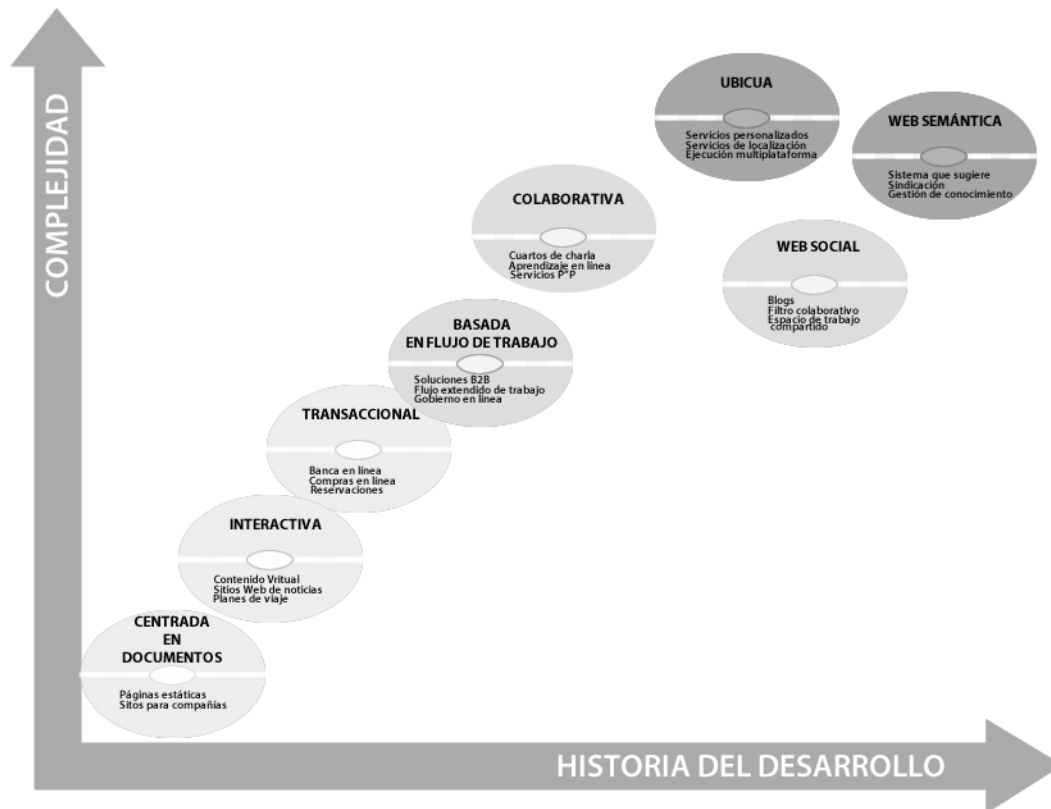 COMPLEJIDAD
UBICUA
Servicios personalizados
Servicios de localización
Ejecución multiplataforma
WEB SEMÁNTICA
Sistema que sugiere
Sindicación
Gestión de conocimiento
COLABORATIVA
Cuartos de charla
Aprendizaje en línea
Servicios P"P
WEB SOCIAL
Blogs
Filtro colaborativo
Espacio de trabajo
compartido
BASADA
EN FLUJO DE TRABAJO
Soluciones B2B
Flujo extendido de trabajo
Gobierno en línea
TRANSACCIONAL
Banca en línea
Compras en línea
Reservaciones
INTERACTIVA
Contenido Vritual
Sitios Web de noticias
Planes de viaje
CENTRADA
EN
DOCUMENTOS
Páginas estáticas
Sitos para compañías
HISTORIA DEL DESARROLLO